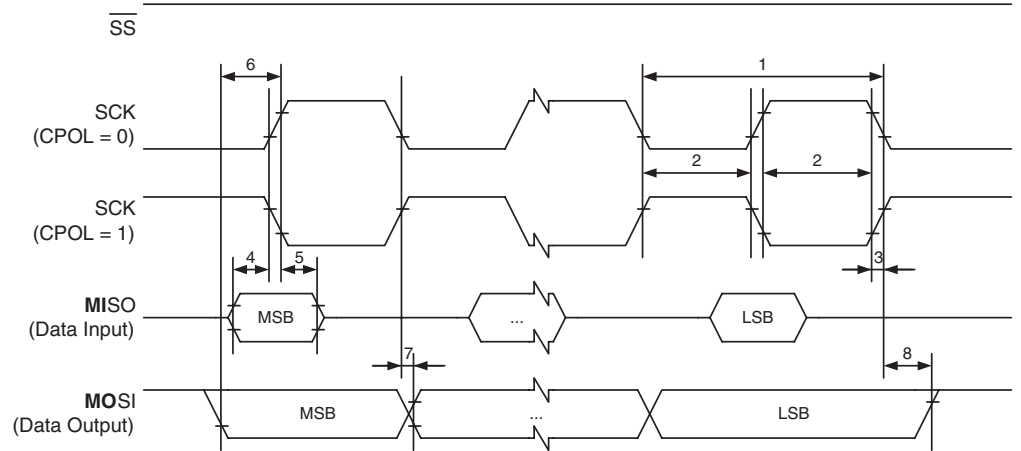 SS
6
1
SCK
(CPOL = 0)
2
2
SCK
(CPOL = 1)
4
5
3
MISO
(Data Input)
MSB
...
LSB
7
8
MOSI
(Data Output)
MSB
...
LSB